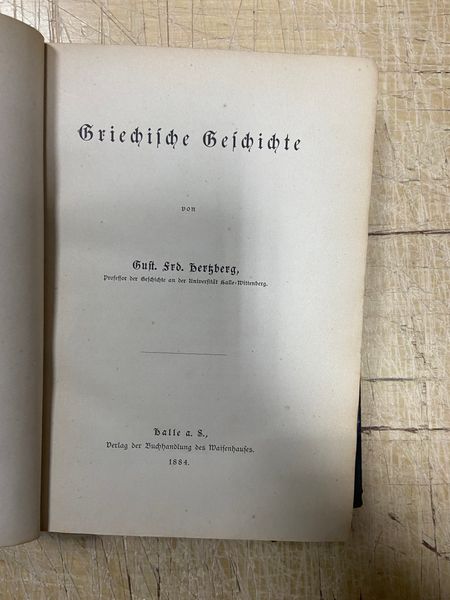 Griechische Geschichte
von
Gust. Frd. Hertzberg,
Professor der Geschichte an der Universität Halle-Wittenberg.
Halle a. S.,
Verlag der Buchhandlung des Waisenhauses.
1884.